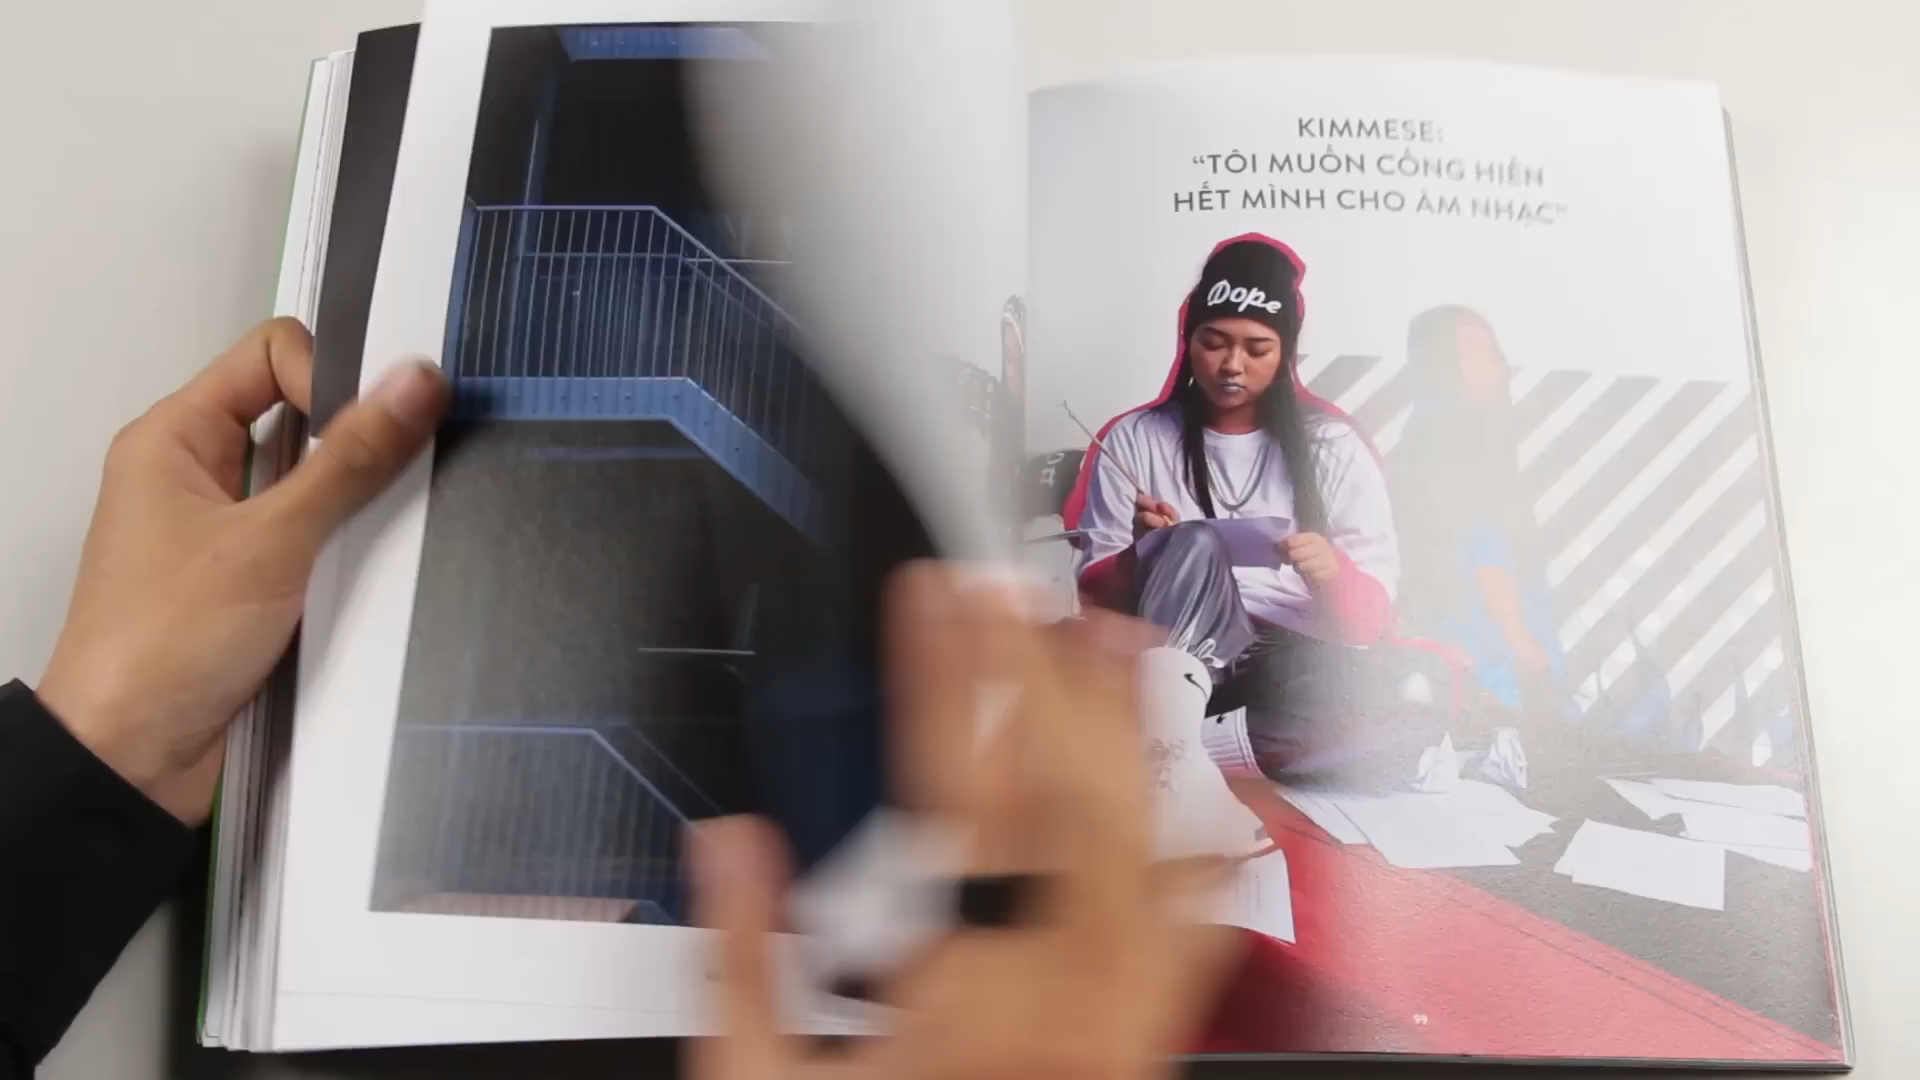 KIMMESE:
“TÔI MUỐN CỐNG HIẾN
HẾT MÌNH CHO ÂM NHẠC”
Dope
99